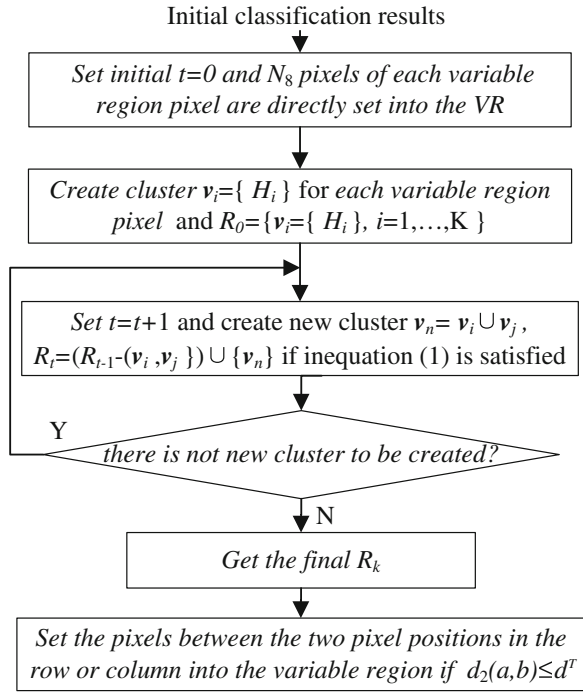 Initial classification results
Set initial t=0 and N₈ pixels of each variable
region pixel are directly set into the VR
Create cluster vᵢ={ Hᵢ} for each variable region
pixel and R₀={vᵢ={ Hᵢ}, i=1,…,K }
Set t=t+1 and create new cluster vₙ= vᵢ∪vⱼ ,
Rₜ=(Rₜ₋₁-(vᵢ ,vⱼ })∪{vₙ} if inequation (1) is satisfied
Y
there is not new cluster to be created?
N
Get the final Rₖ
Set the pixels between the two pixel positions in the
row or column into the variable region if d₂(a,b)≤dᵀ